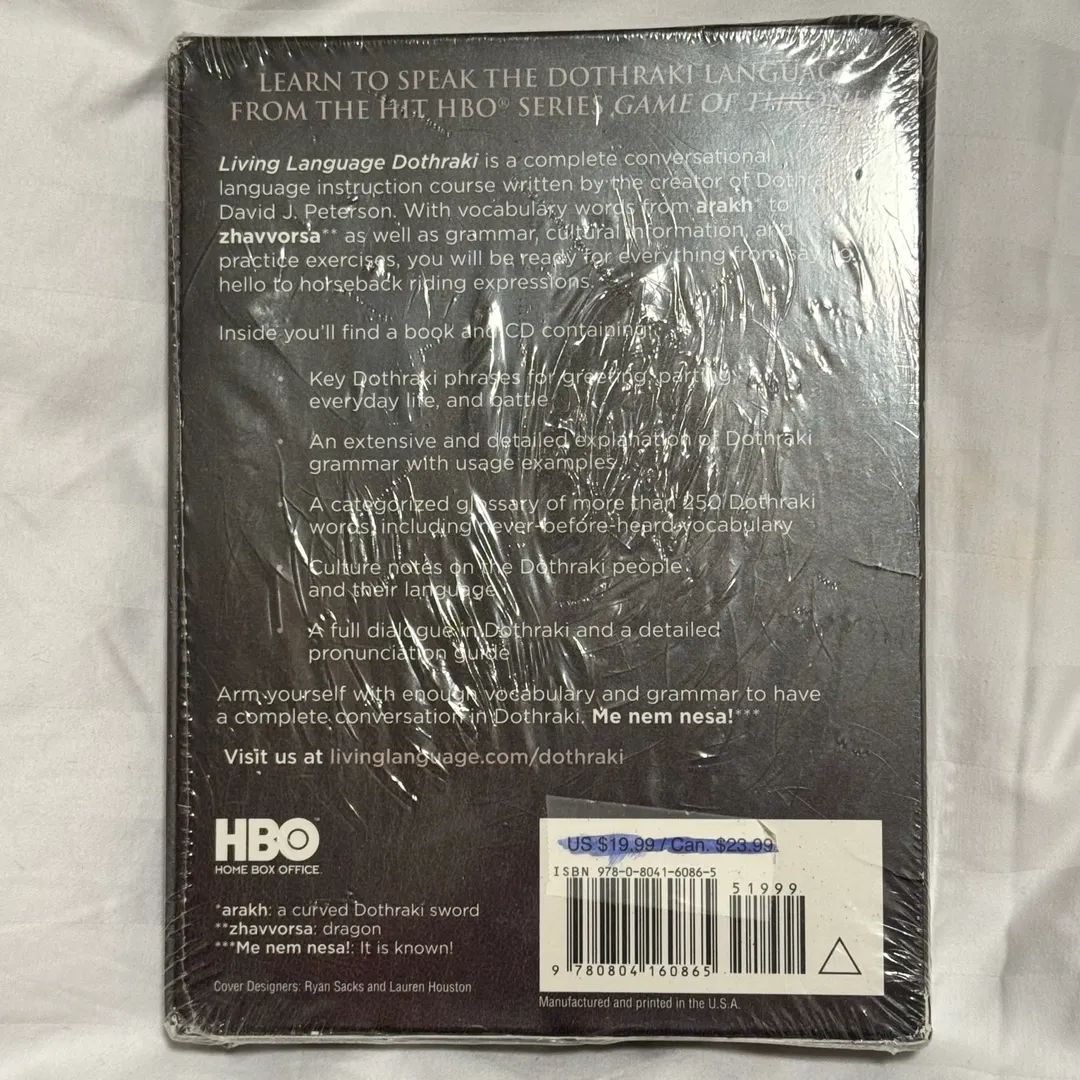 LEARN TO SPEAK THE DOTHRAKI LANGUAG
FROM THE HIT HBO® SERIES GAME OF THRON
Living Language Dothraki is a complete conversational
language instruction course written by the creator of Dothraki
David J. Peterson. With vocabulary words from arakh* to
zhavvorsa** as well as grammar, cultural information, and
practice exercises, you will be ready for everything from saying
hello to horseback riding expressions.
Inside you'll find a book and CD containing:
• Key Dothraki phrases for greeting, parting,
everyday life, and battle
• An extensive and detailed explanation of Dothraki
grammar with usage examples
• A categorized glossary of more than 250 Dothraki
words, including never-before-heard vocabulary
• Culture notes on the Dothraki people
and their language
• A full dialogue in Dothraki and a detailed
pronunciation guide
Arm yourself with enough vocabulary and grammar to have
a complete conversation in Dothraki. Me nem nesa!***
Visit us at livinglanguage.com/dothraki
HBO™
HOME BOX OFFICE
*arakh: a curved Dothraki sword
**zhavvorsa: dragon
***Me nem nesa!: It is known!
Cover Designers: Ryan Sacks and Lauren Houston
US $19.99 / Can. $23.99
ISBN 978-0-8041-6086-5
51999
9 780804 160865
Manufactured and printed in the U.S.A.